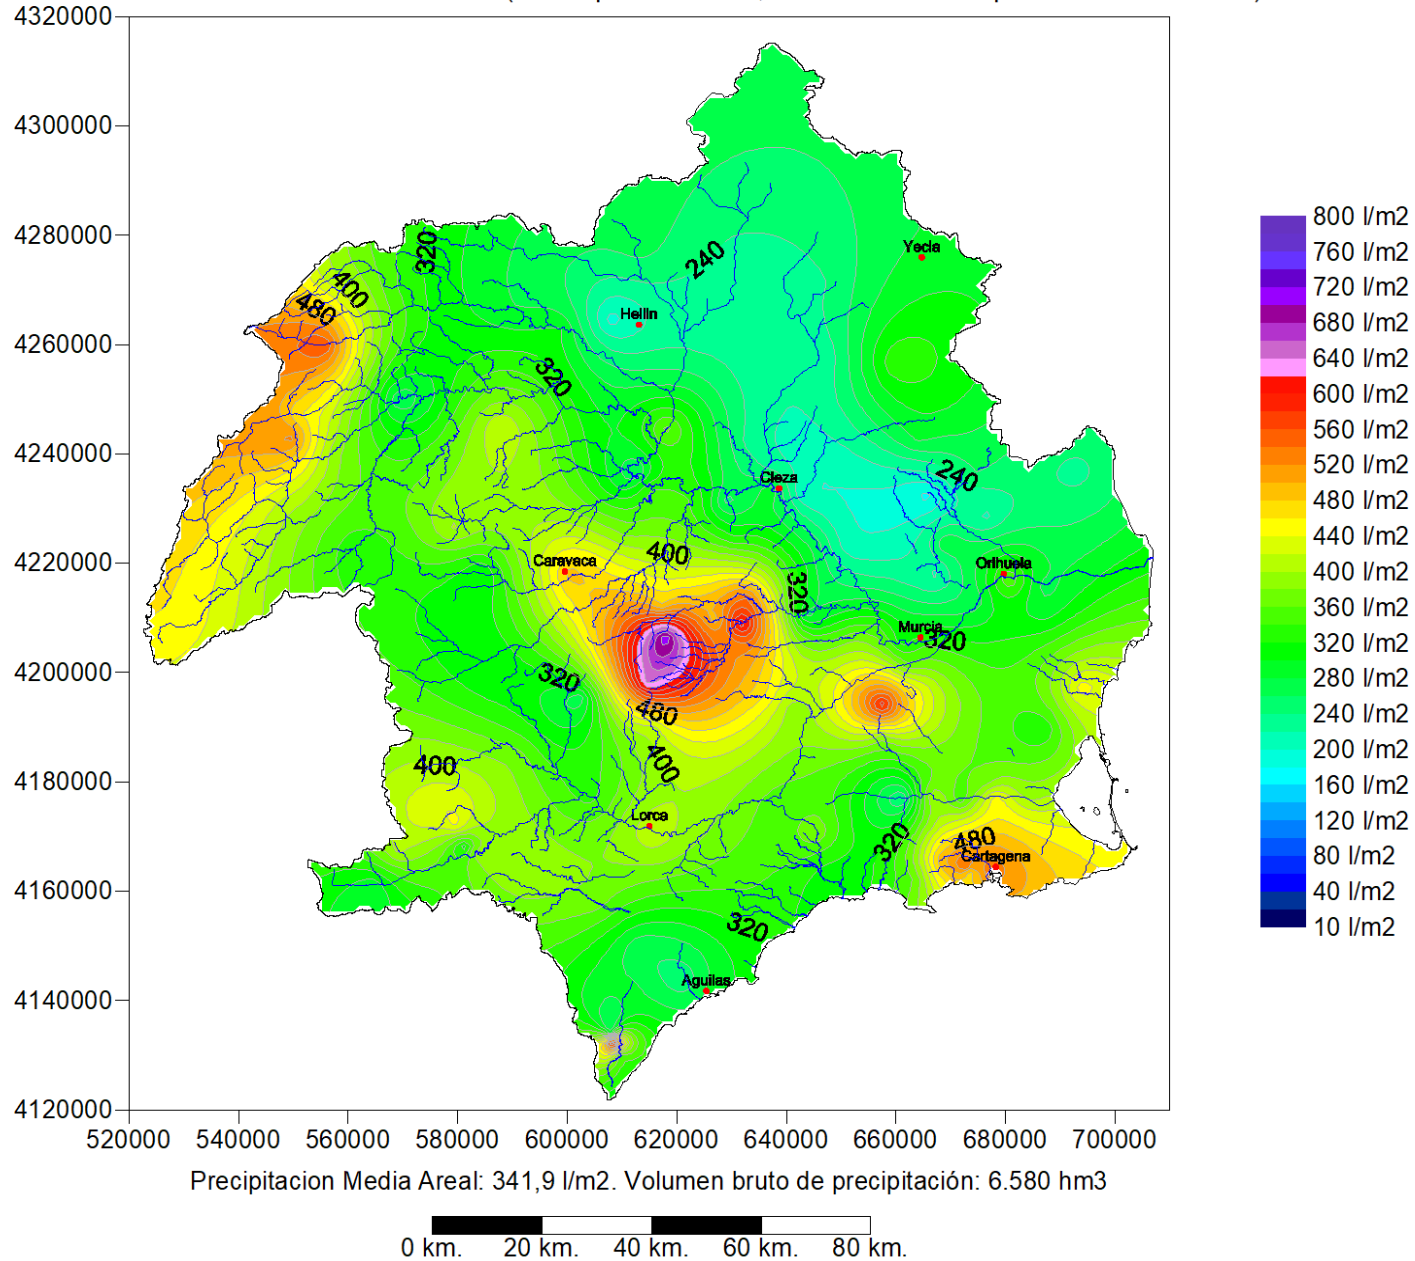 4320000
4300000
4280000
4260000
4240000
4220000
4200000
4180000
4160000
4140000
4120000
520000 540000 560000 580000 600000 620000 640000 660000 680000 700000
320
400
480
240
Yecla
Hellin
320
240
Cieza
400
Caravaca
Orihuela
320
Murcia
320
320
480
400
400
Lorca
320
480
Cartagena
320
Aguilas
800 l/m2
760 l/m2
720 l/m2
680 l/m2
640 l/m2
600 l/m2
560 l/m2
520 l/m2
480 l/m2
440 l/m2
400 l/m2
360 l/m2
320 l/m2
280 l/m2
240 l/m2
200 l/m2
160 l/m2
120 l/m2
80 l/m2
40 l/m2
10 l/m2
Precipitacion Media Areal: 341,9 l/m2. Volumen bruto de precipitación: 6.580 hm3
0 km. 20 km. 40 km. 60 km. 80 km.